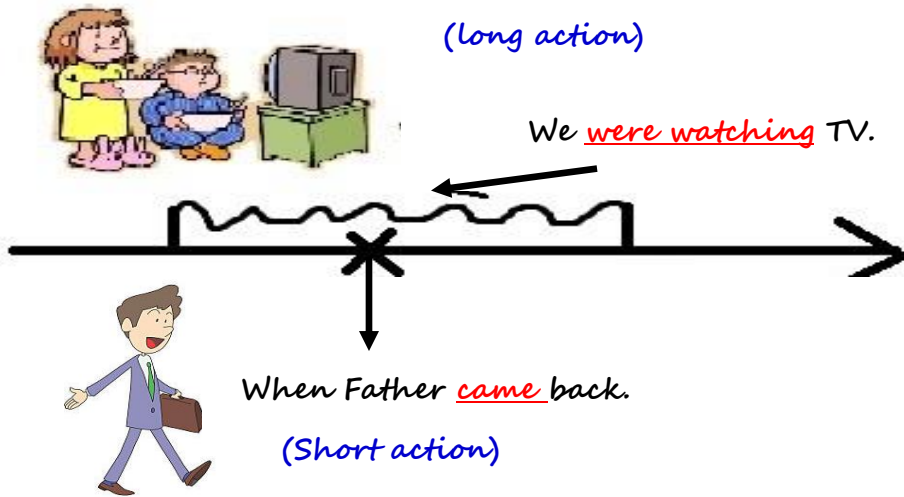 (long action)
We were watching TV.
When Father came back.
(Short action)